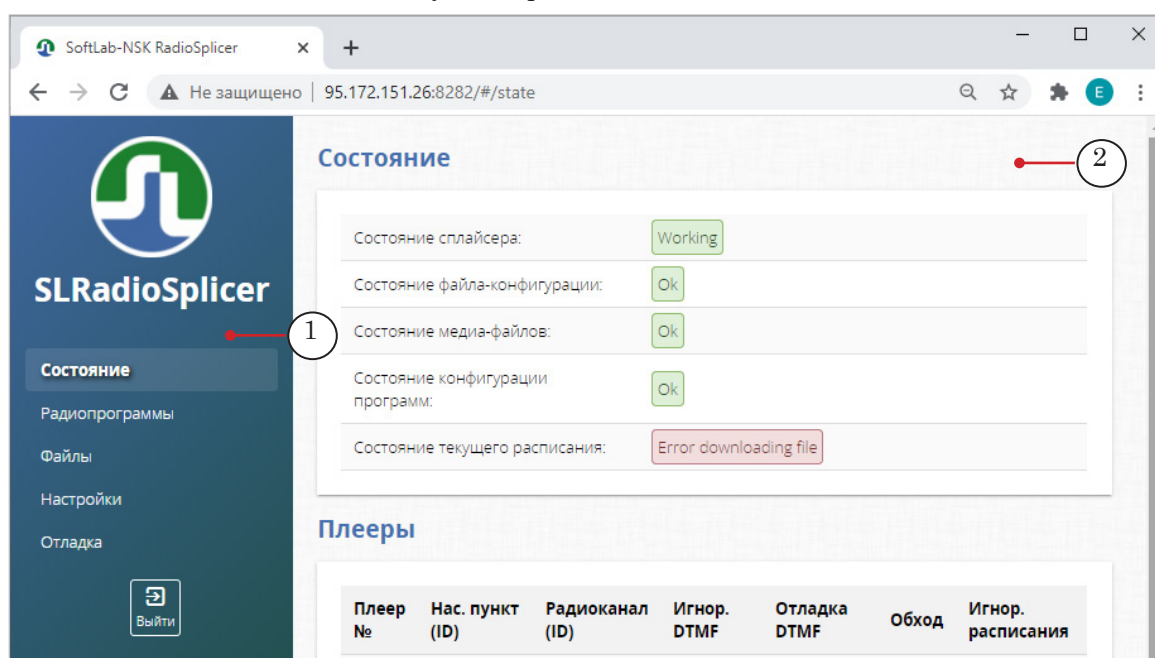 SoftLab-NSK RadioSplicer
Не защищено
95.172.151.26:8282/#/state
E
Состояние
2
SLRadioSplicer
1
Состояние
Радиопрограммы
Файлы
Настройки
Отладка
Выйти
Состояние сплайсера: Working
Состояние файла-конфигурации: Ok
Состояние медиа-файлов: Ok
Состояние конфигурации
программ: Ok
Состояние текущего расписания: Error downloading file
Плееры
Плеер Нас. пункт Радиоканал Игнор. Отладка Обход Игнор.
№ (ID) (ID) DTMF DTMF расписания